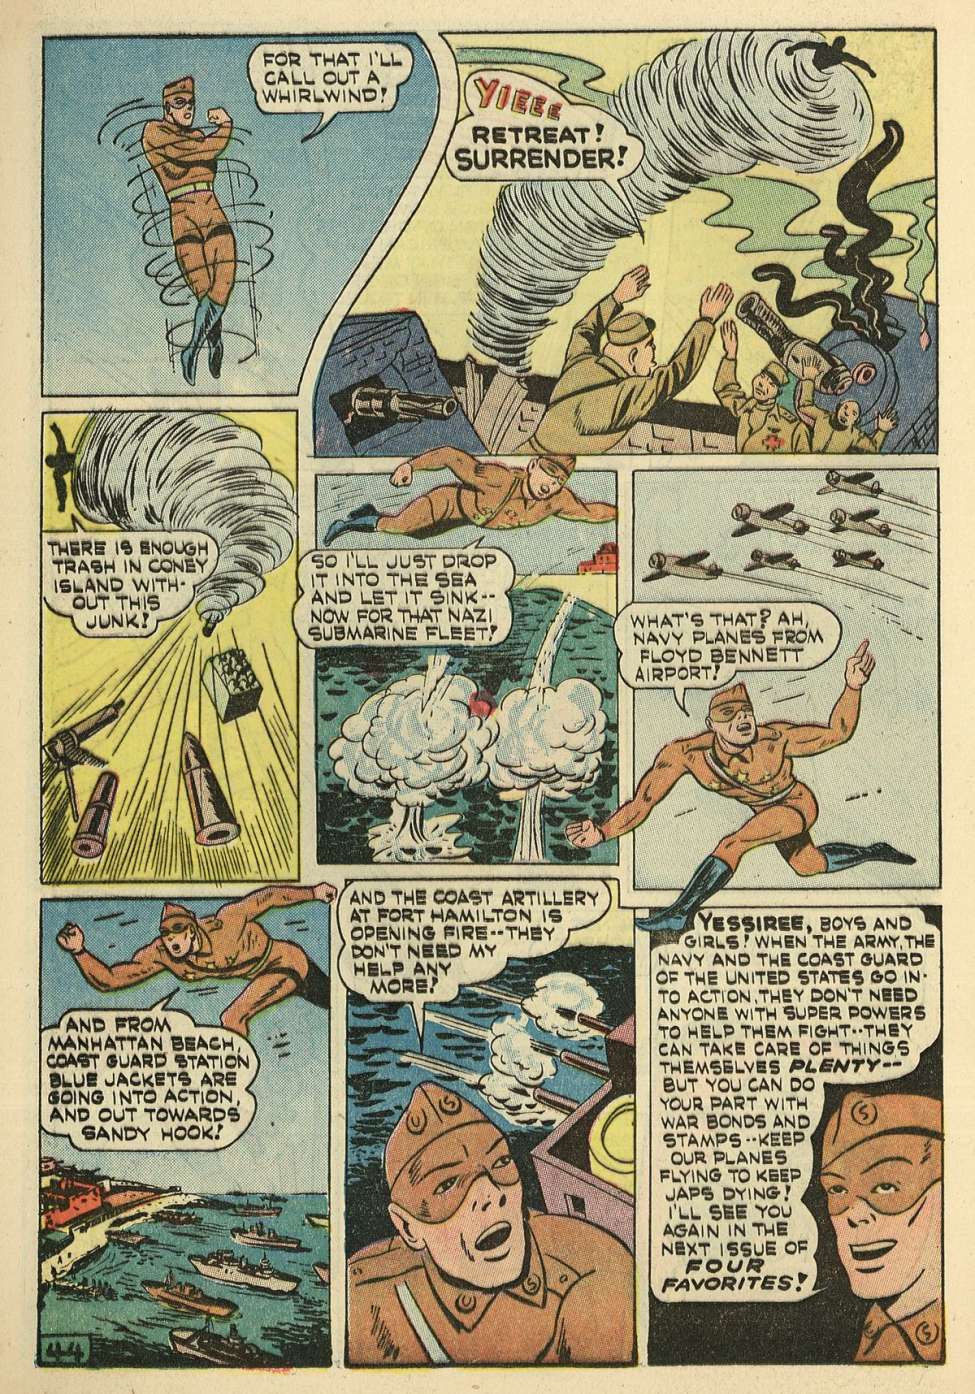 FOR THAT I'LL
CALL OUT A
WHIRLWIND!
YIEEE
RETREAT!
SURRENDER!
THERE IS ENOUGH
TRASH IN CONEY
ISLAND WITH-
OUT THIS
JUNK!
SO I'LL JUST DROP
IT INTO THE SEA
AND LET IT SINK--
NOW FOR THAT NAZI
SUBMARINE FLEET!
WHAT'S THAT? AH,
NAVY PLANES FROM
FLOYD BENNETT
AIRPORT!
AND FROM
MANHATTAN BEACH,
COAST GUARD STATION
BLUE JACKETS ARE
GOING INTO ACTION,
AND OUT TOWARDS
SANDY HOOK!
44
AND THE COAST ARTILLERY
AT FORT HAMILTON IS
OPENING FIRE--THEY
DON'T NEED MY
HELP ANY
MORE!
U S
S
YESSIREE, BOYS AND
GIRLS! WHEN THE ARMY, THE
NAVY AND THE COAST GUARD
OF THE UNITED STATES GO IN-
TO ACTION, THEY DON'T NEED
ANYONE WITH SUPER POWERS
TO HELP THEM FIGHT--THEY
CAN TAKE CARE OF THINGS
THEMSELVES PLENTY--
BUT YOU CAN DO
YOUR PART WITH
WAR BONDS AND
STAMPS--KEEP
OUR PLANES
FLYING TO KEEP
JAPS DYING!
I'LL SEE YOU
AGAIN IN THE
NEXT ISSUE OF
FOUR
FAVORITES!
S
S